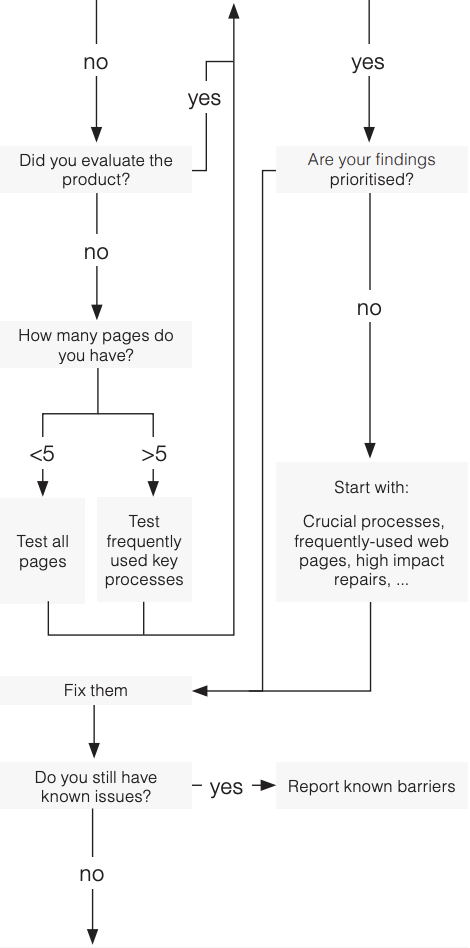 no
yes
yes
Did you evaluate the
product?
Are your findings
prioritised?
no
no
How many pages do
you have?
<5
>5
Test all
pages
Test
frequently
used key
processes
Start with:
Crucial processes,
frequently-used web
pages, high impact
repairs, ...
Fix them
Do you still have
known issues?
yes
Report known barriers
no